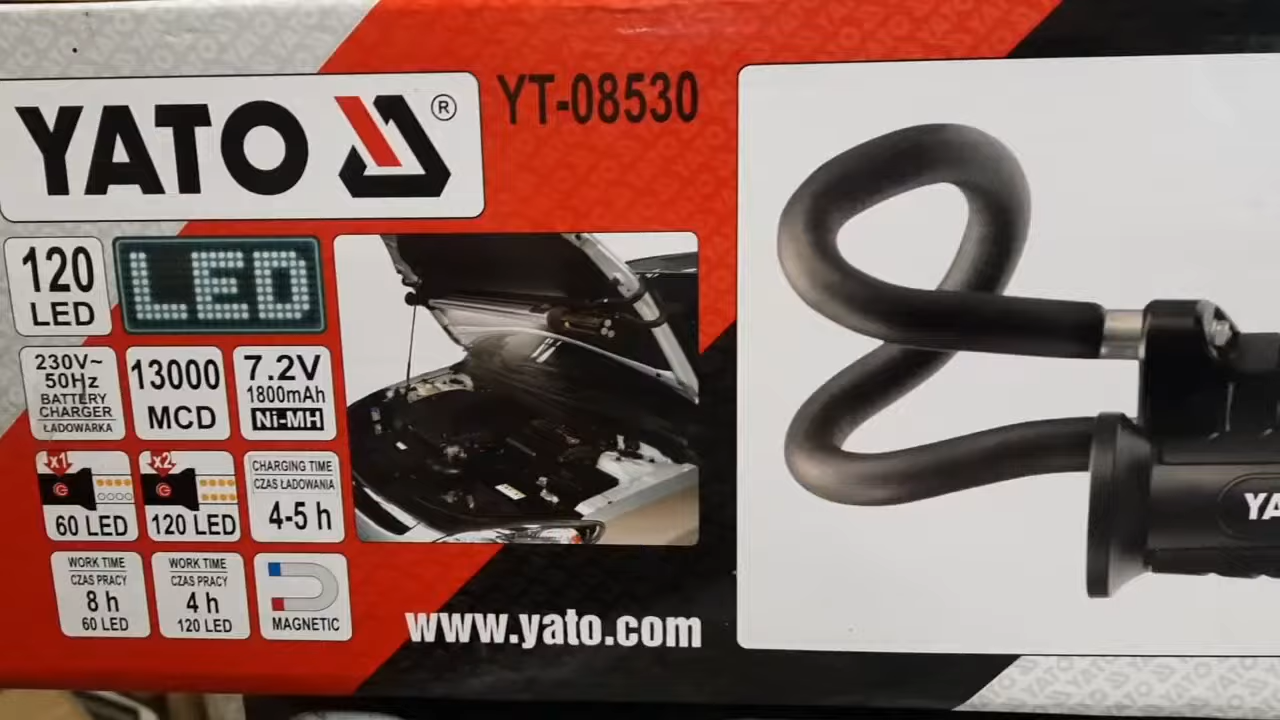 YATO ®
YT-08530
120
LED
LED
230V~
50Hz
BATTERY
CHARGER
ŁADOWARKA
13000
MCD
7.2V
1800mAh
Ni-MH
x1
60 LED
x2
120 LED
CHARGING TIME
CZAS ŁADOWANIA
4-5 h
WORK TIME
CZAS PRACY
8 h
60 LED
WORK TIME
CZAS PRACY
4 h
120 LED
MAGNETIC
www.yato.com
YA